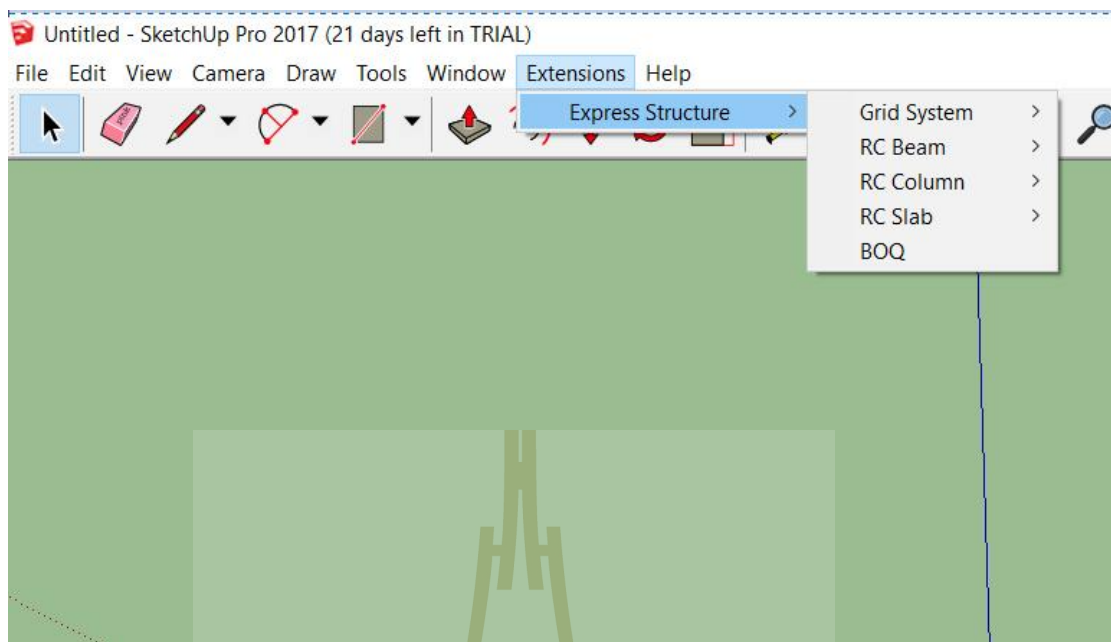 Untitled - SketchUp Pro 2017 (21 days left in TRIAL)
File Edit View Camera Draw Tools Window Extensions Help
Express Structure
Grid System
RC Beam
RC Column
RC Slab
BOQ